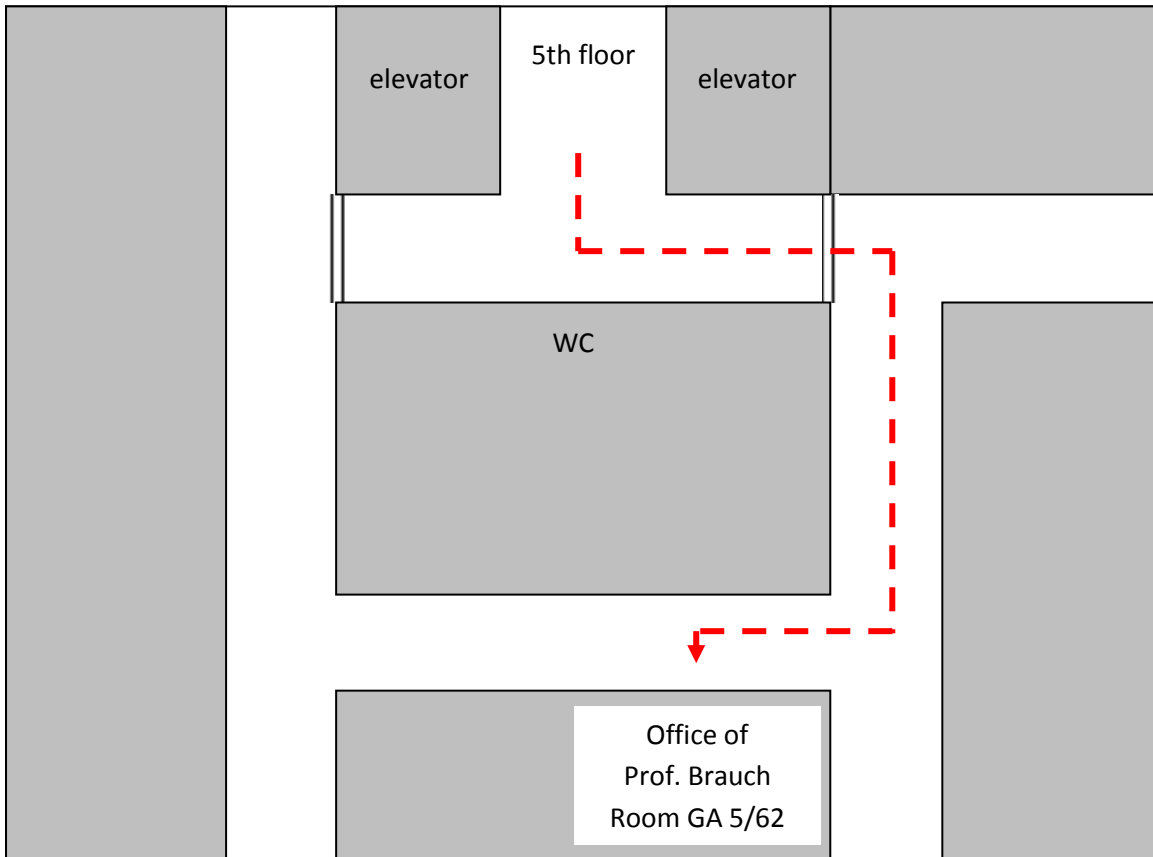 5th floor
elevator
elevator
WC
Office of
Prof. Brauch
Room GA 5/62